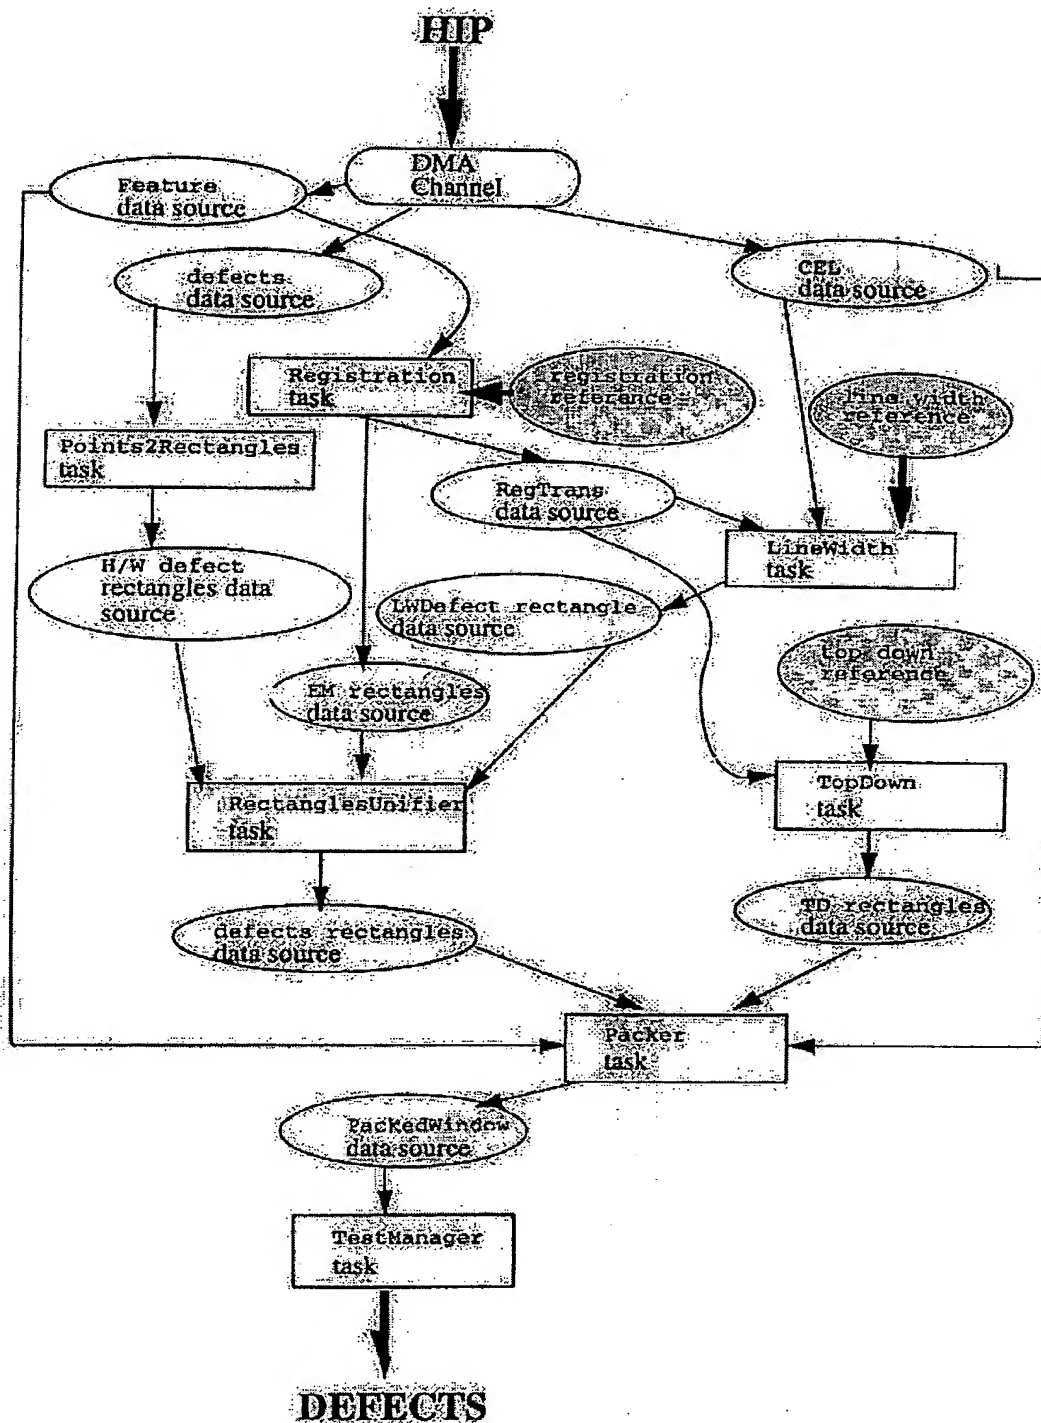 HIP
DMA
Channel
Feature
data source
defects
data source
CEL
data source
Registration
task
registration
reference
line width
reference
Points2Rectangles
task
RegTrans
data source
LineWidth
task
H/W defect
rectangles data
source
LWDefect rectangle
data source
top down
reference
EM rectangles
data source
RectanglesUnifier
task
TopDown
task
defects rectangles
data source
TD rectangles
data source
Packer
task
PackedWindow
data source
TestManager
task
DEFECTS